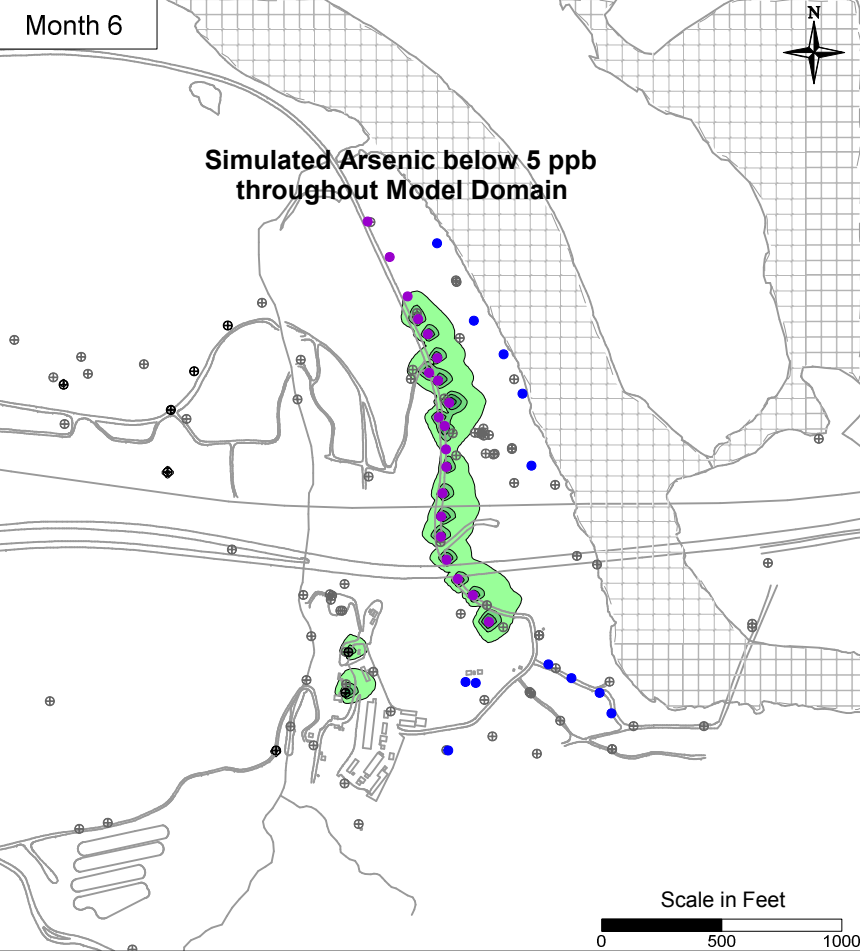 Month 6
N
Simulated Arsenic below 5 ppb
throughout Model Domain
Scale in Feet
0 500 1000